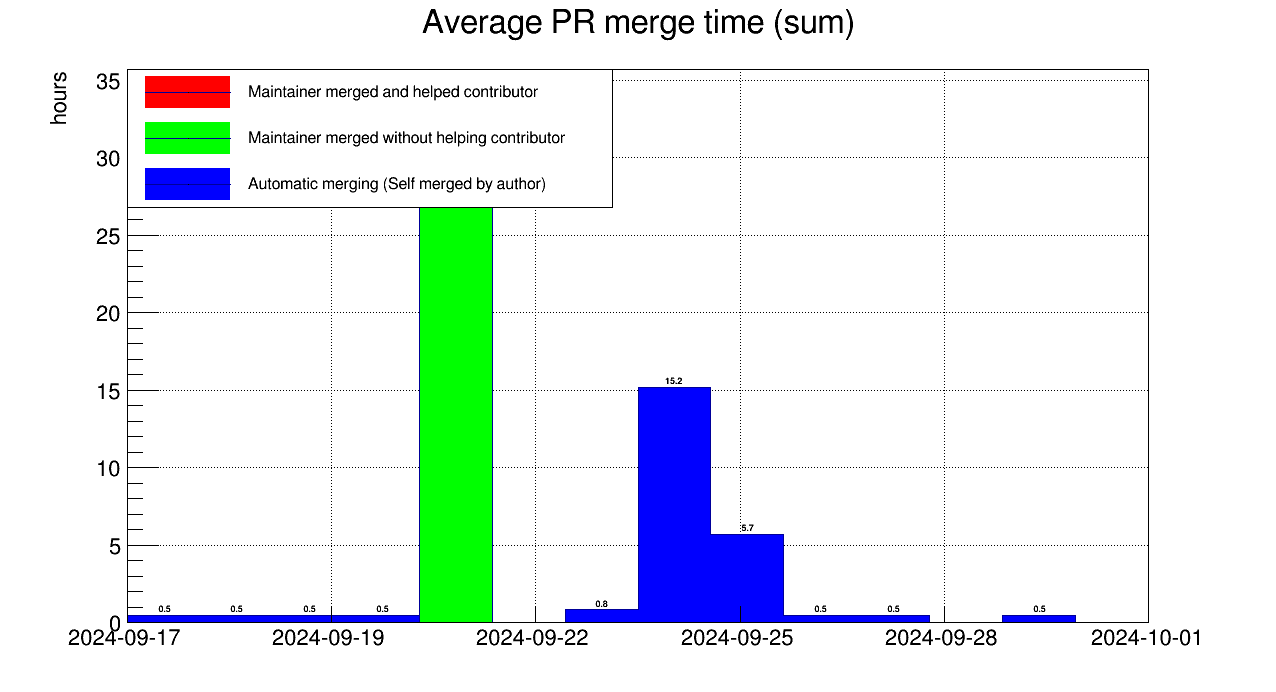 Average PR merge time (sum)
hours
35
30
25
20
15
10
5
0
Maintainer merged and helped contributor
Maintainer merged without helping contributor
Automatic merging (Self merged by author)
0.5 0.5 0.5 0.5 0.8 15.2 5.7 0.5 0.5 0.5
2024-09-17 2024-09-19 2024-09-22 2024-09-25 2024-09-28 2024-10-01